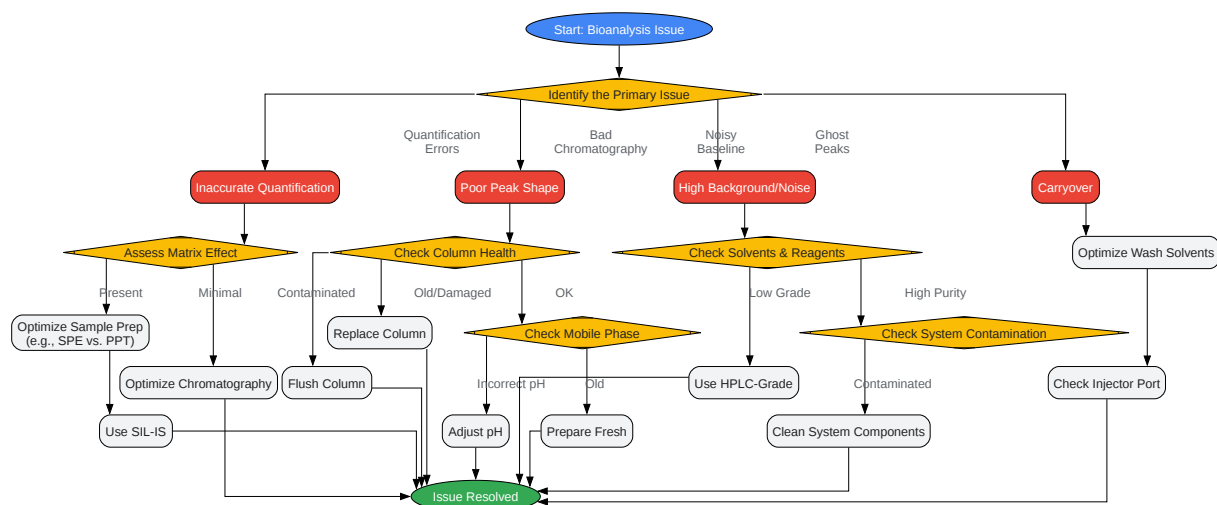 Start: Bioanalysis Issue
Identify the Primary Issue
Quantification
Errors
Bad
Chromatography
Noisy
Baseline
Ghost
Peaks
Inaccurate Quantification
Poor Peak Shape
High Background/Noise
Carryover
Assess Matrix Effect
Check Column Health
Check Solvents & Reagents
Optimize Wash Solvents
Present
Minimal
Contaminated
Old/Damaged
OK
Low Grade
High Purity
Optimize Sample Prep
(e.g., SPE vs. PPT)
Replace Column
Check Mobile Phase
Check System Contamination
Optimize Chromatography
Flush Column
Incorrect pH
Old
Use HPLC-Grade
Contaminated
Check Injector Port
Use SIL-IS
Adjust pH
Prepare Fresh
Clean System Components
Issue Resolved